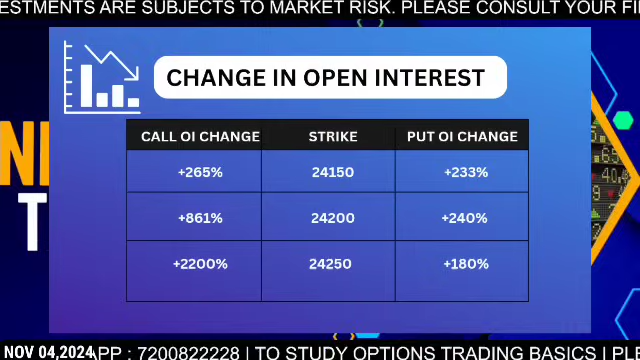 ESTMENTS ARE SUBJECTS TO MARKET RISK. PLEASE CONSULT YOUR FI
CHANGE IN OPEN INTEREST
CALL OI CHANGE STRIKE PUT OI CHANGE
+265% 24150 +233%
+861% 24200 +240%
+2200% 24250 +180%
NI
T
NOV 04,2024 APP : 7200822228 | TO STUDY OPTIONS TRADING BASICS | PL